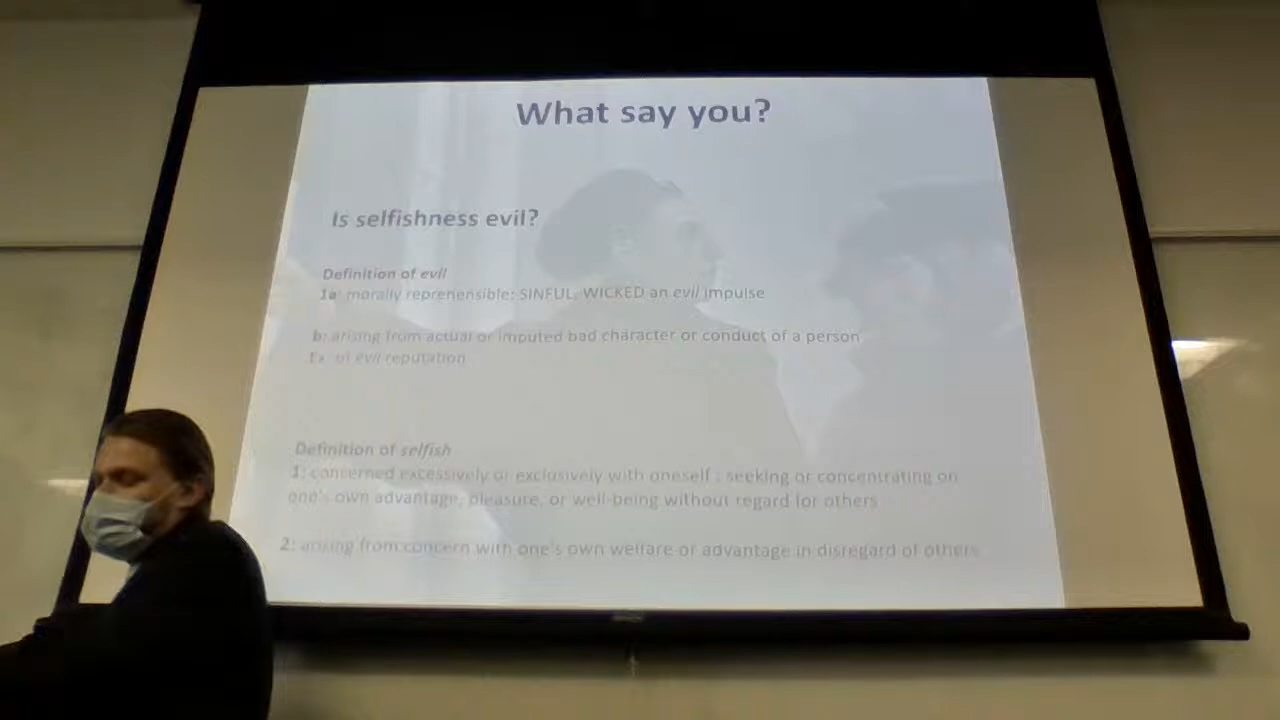 What say you?
Is selfishness evil?
Definition of evil
1a: morally reprehensible: SINFUL, WICKED an evil impulse
b: arising from actual or imputed bad character or conduct of a person
Ex of evil reputation
Definition of selfish
1: concerned excessively or exclusively with oneself : seeking or concentrating on
one's own advantage, pleasure, or well-being without regard for others
2: arising from concern with one's own welfare or advantage in disregard of others